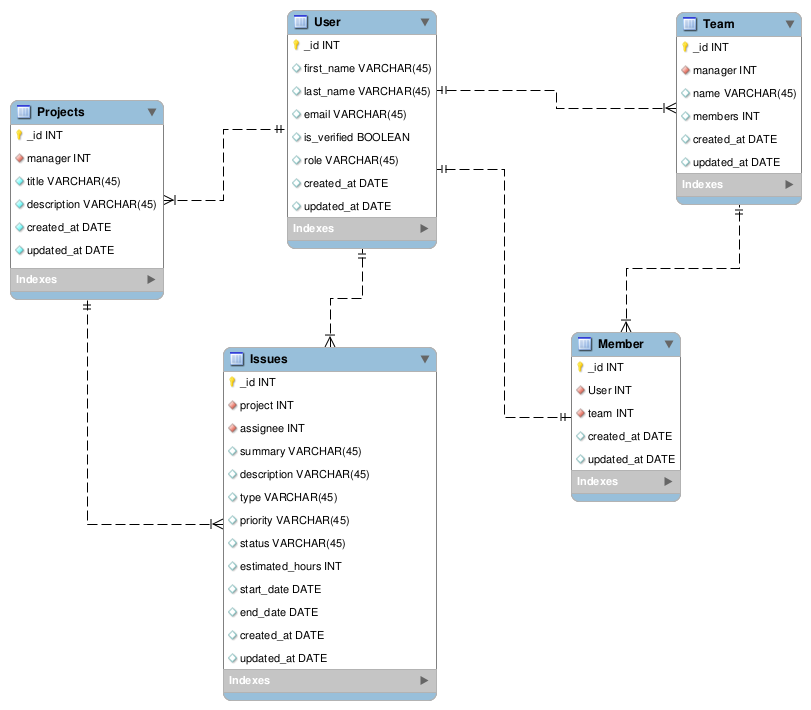 User
_id INT
first_name VARCHAR(45)
last_name VARCHAR(45)
email VARCHAR(45)
is_verified BOOLEAN
role VARCHAR(45)
created_at DATE
updated_at DATE
Indexes
Team
_id INT
manager INT
name VARCHAR(45)
members INT
created_at DATE
updated_at DATE
Indexes
Projects
_id INT
manager INT
title VARCHAR(45)
description VARCHAR(45)
created_at DATE
updated_at DATE
Indexes
Issues
_id INT
project INT
assignee INT
summary VARCHAR(45)
description VARCHAR(45)
type VARCHAR(45)
priority VARCHAR(45)
status VARCHAR(45)
estimated_hours INT
start_date DATE
end_date DATE
created_at DATE
updated_at DATE
Indexes
Member
_id INT
User INT
team INT
created_at DATE
updated_at DATE
Indexes